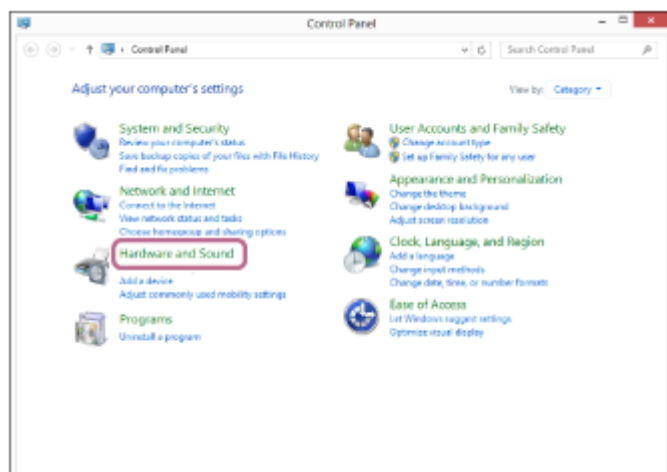 Control Panel
Control Panel
Search Control Panel
Adjust your computer's settings
View by: Category
System and Security
Review your computer's status
Save backup copies of your files with File History
Find and fix problems
Network and Internet
Connect to the Internet
View network status and tasks
Choose homegroup and sharing options
Hardware and Sound
Add a device
Adjust commonly used mobility settings
Programs
Uninstall a program
User Accounts and Family Safety
Change account type
Set up Family Safety for any user
Appearance and Personalization
Change the theme
Change desktop background
Adjust screen resolution
Clock, Language, and Region
Add a language
Change input methods
Change date, time, or number formats
Ease of Access
Let Windows suggest settings
Optimize visual display